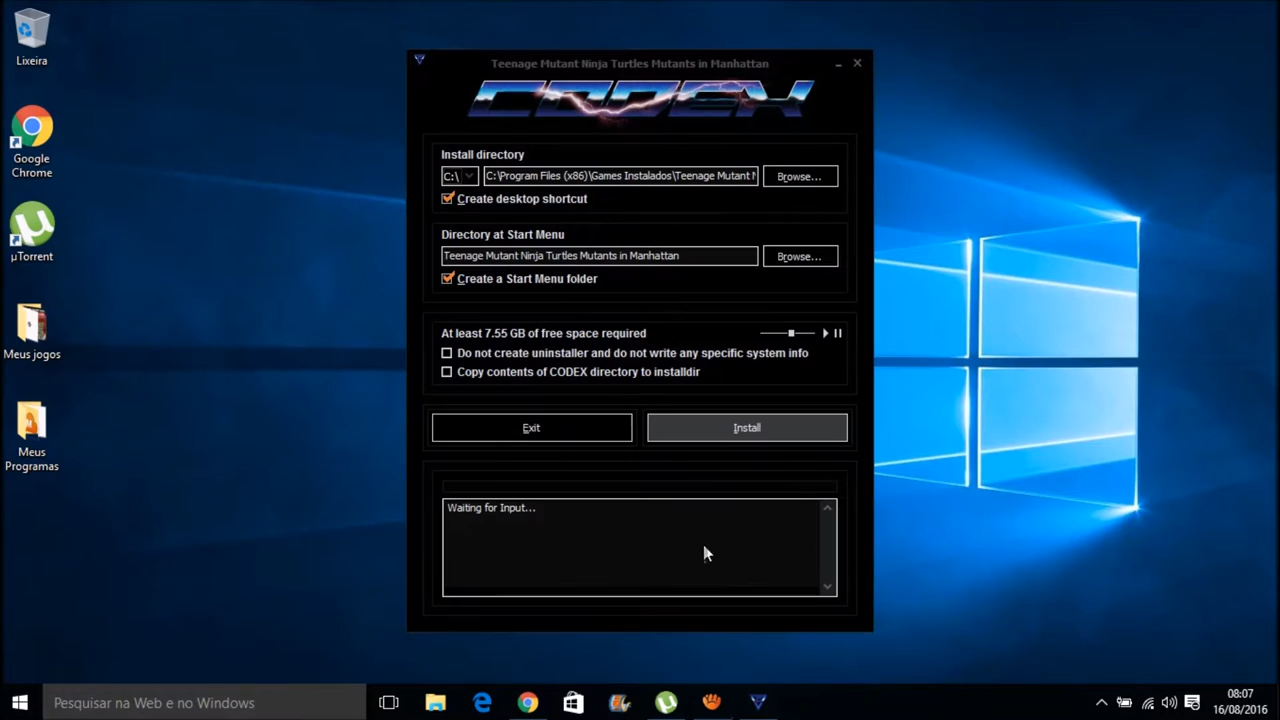 Lixeira
Google
Chrome
µTorrent
Meus jogos
Meus
Programas
Teenage Mutant Ninja Turtles Mutants in Manhattan
CODEX
Install directory
C:\
C:\Program Files (x86)\Games Instalados\Teenage Mutant N
Browse...
Create desktop shortcut
Directory at Start Menu
Teenage Mutant Ninja Turtles Mutants in Manhattan
Browse...
Create a Start Menu folder
At least 7.55 GB of free space required
Do not create uninstaller and do not write any specific system info
Copy contents of CODEX directory to installdir
Exit
Install
Waiting for Input...
Pesquisar na Web e no Windows
08:07
16/08/2016